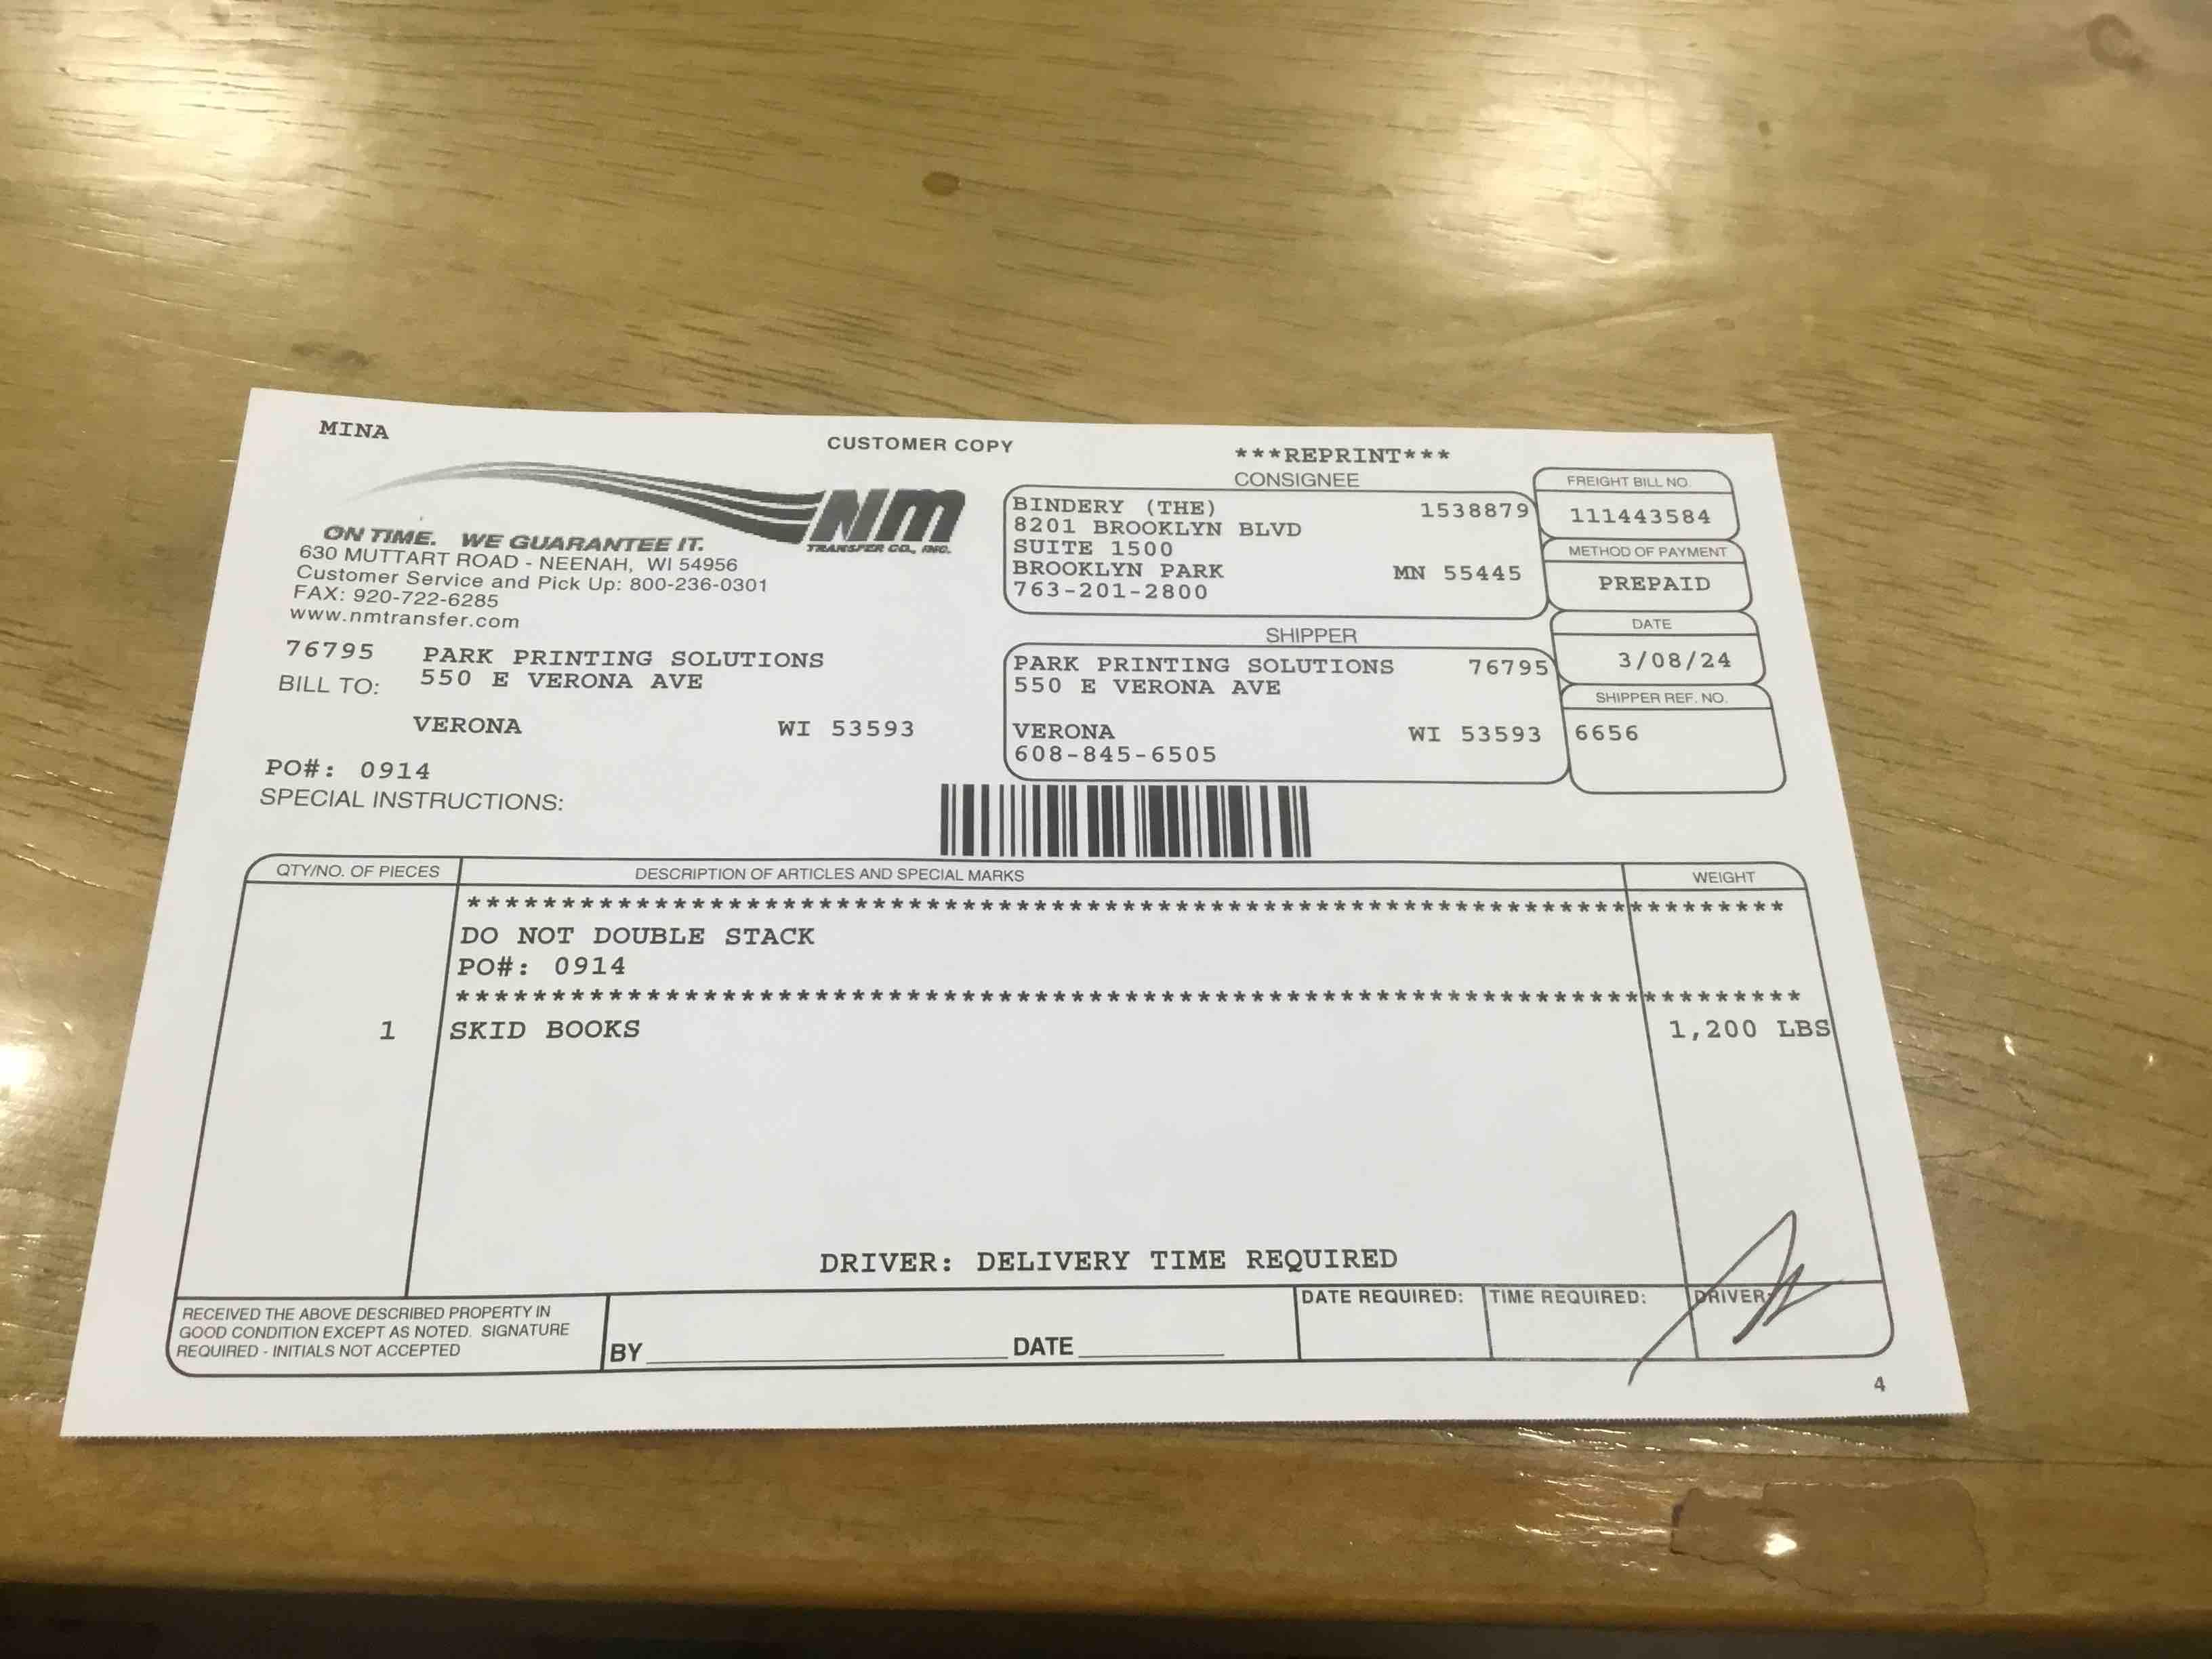 MINA
CUSTOMER COPY
***REPRINT***
NM
TRANSFER CO., INC.
ON TIME. WE GUARANTEE IT.
630 MUTTART ROAD - NEENAH, WI 54956
Customer Service and Pick Up: 800-236-0301
FAX: 920-722-6285
www.nmtransfer.com
CONSIGNEE
BINDERY (THE) 1538879
8201 BROOKLYN BLVD
SUITE 1500
BROOKLYN PARK MN 55445
763-201-2800
FREIGHT BILL NO.
111443584
METHOD OF PAYMENT
PREPAID
DATE
3/08/24
SHIPPER REF. NO.
6656
76795 PARK PRINTING SOLUTIONS
BILL TO: 550 E VERONA AVE
VERONA WI 53593
SHIPPER
PARK PRINTING SOLUTIONS 76795
550 E VERONA AVE
VERONA WI 53593
608-845-6505
PO#: 0914
SPECIAL INSTRUCTIONS:
QTY/NO. OF PIECES DESCRIPTION OF ARTICLES AND SPECIAL MARKS WEIGHT
************************************************************************
DO NOT DOUBLE STACK
PO#: 0914
************************************************************************
1 SKID BOOKS 1,200 LBS
DRIVER: DELIVERY TIME REQUIRED
RECEIVED THE ABOVE DESCRIBED PROPERTY IN
GOOD CONDITION EXCEPT AS NOTED. SIGNATURE
REQUIRED - INITIALS NOT ACCEPTED
BY DATE
DATE REQUIRED: TIME REQUIRED: DRIVER:
4